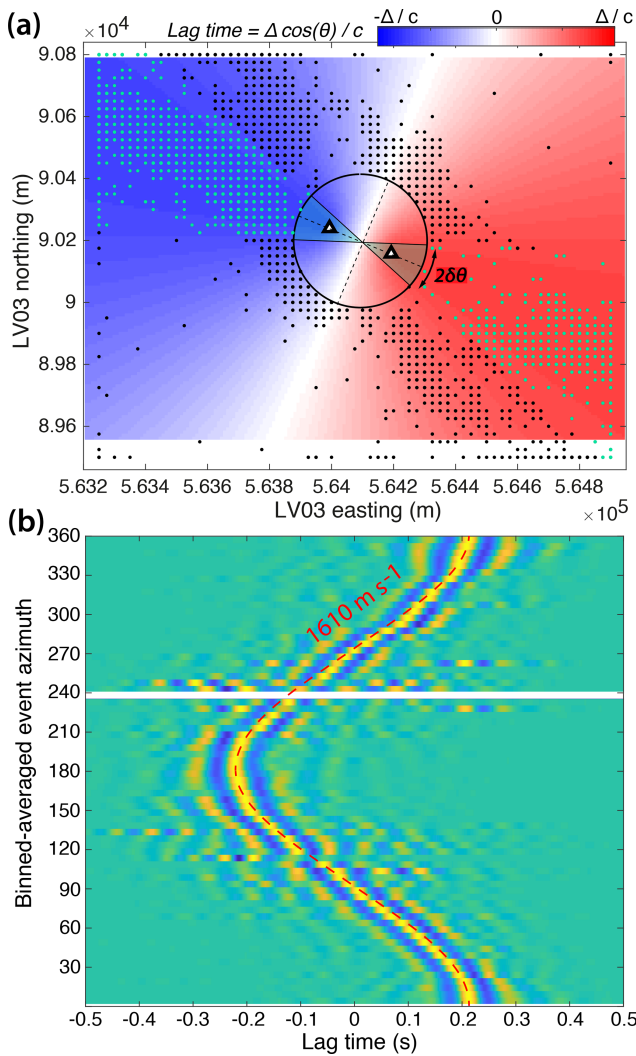 (a)
× 10⁴
Lag time = Δ cos(θ) / c
-Δ / c 0 Δ / c
9.08
9.06
9.04
9.02
9
8.98
8.96
LV03 northing (m)
2δθ
5.632 5.634 5.636 5.638 5.64 5.642 5.644 5.646 5.648
LV03 easting (m)
× 10⁵
(b)
360
330
300
270
240
210
180
150
120
90
60
30
Binned-averaged event azimuth
1610 m s-1
-0.5 -0.4 -0.3 -0.2 -0.1 0 0.1 0.2 0.3 0.4 0.5
Lag time (s)